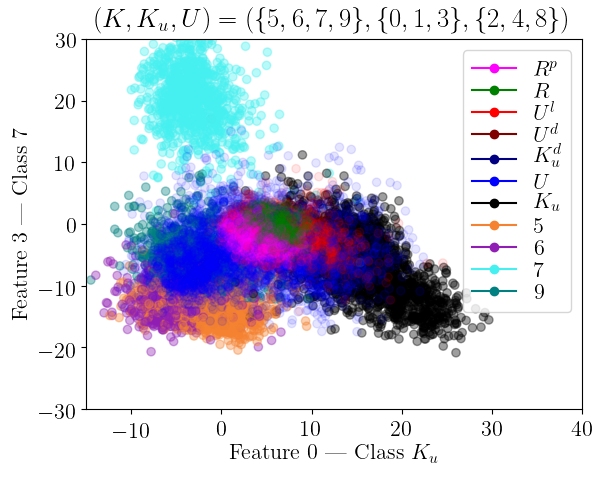 (K, K_u, U) = ({5, 6, 7, 9}, {0, 1, 3}, {2, 4, 8})
Feature 3 — Class 7
30
20
10
0
−10
−20
−30
−10
0
10
20
30
40
Feature 0 — Class K_u
R^p
R
U^l
U^d
K_u^d
U
K_u
5
6
7
9